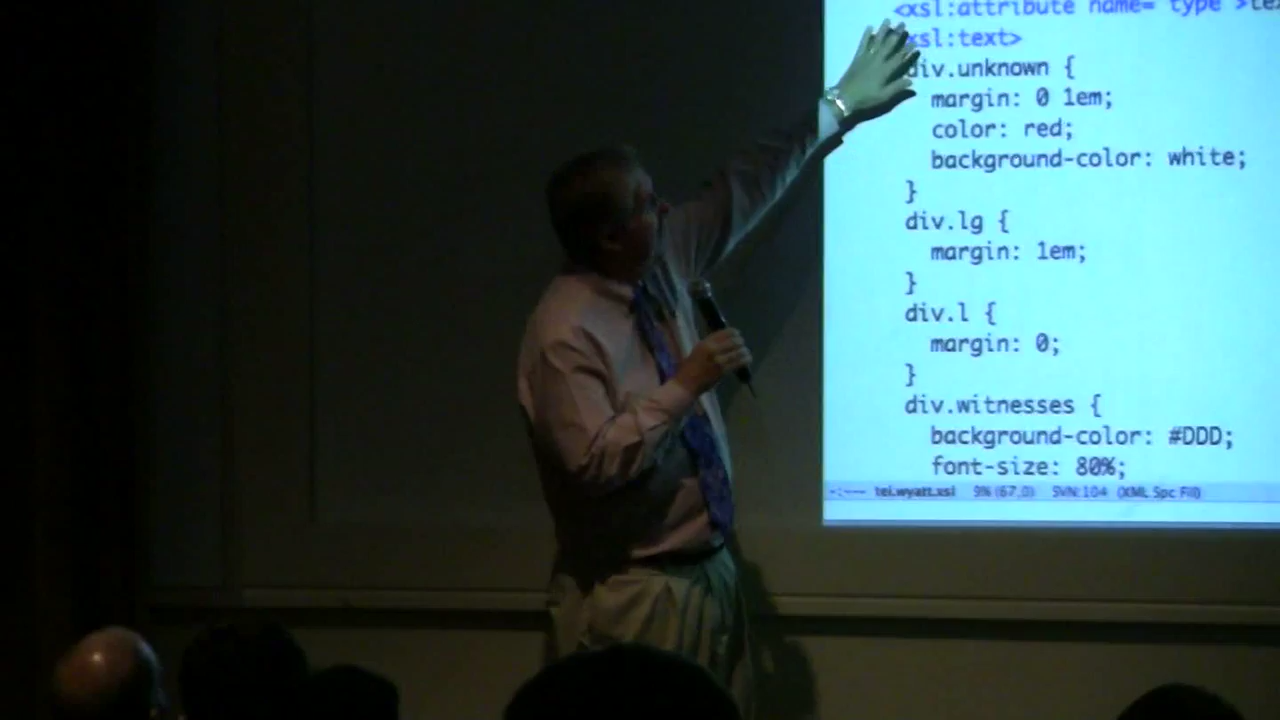 <xsl:attribute name="type">te
xsl:text>
div.unknown {
margin: 0 1em;
color: red;
background-color: white;
}
div.lg {
margin: 1em;
}
div.l {
margin: 0;
}
div.witnesses {
background-color: #DDD;
font-size: 80%;
-:--- tei.wyatt.xsl 9% (67,0) SVN:104 (XML Spc Fill)